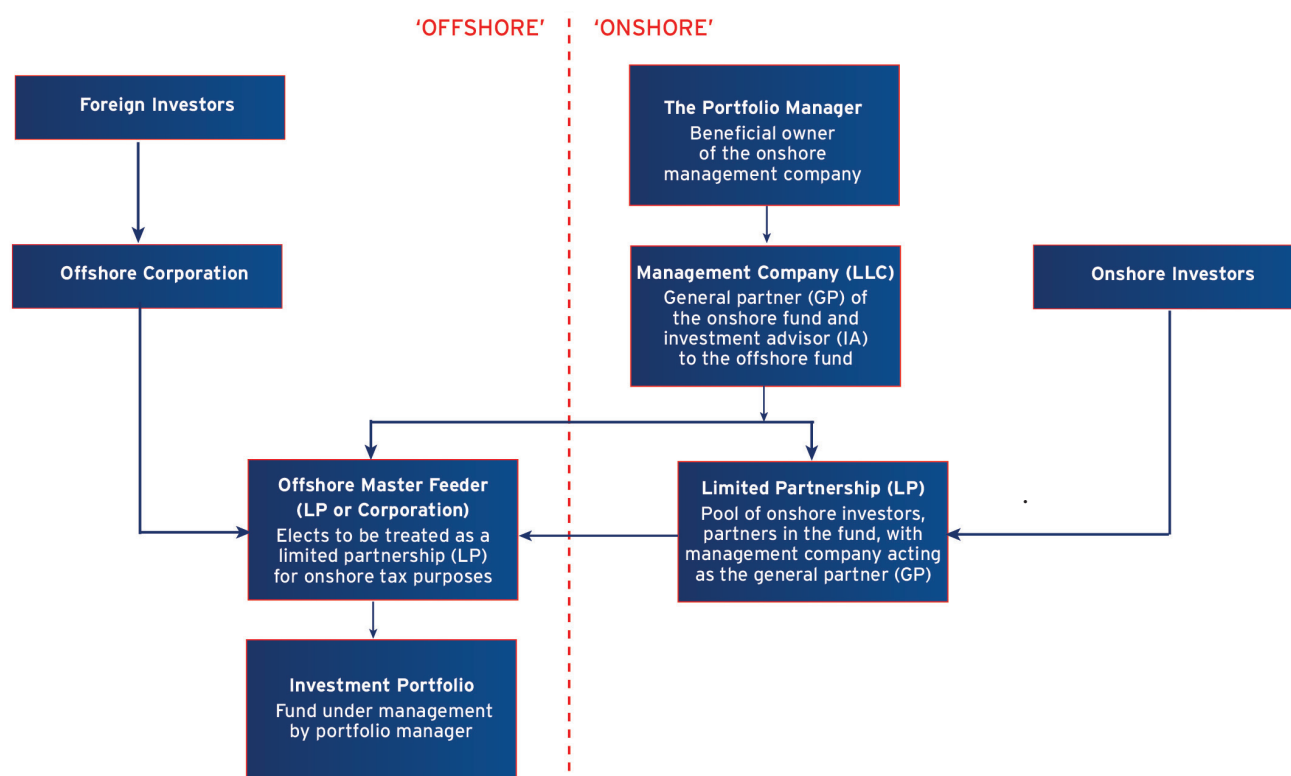 'OFFSHORE'
'ONSHORE'
Foreign Investors
The Portfolio Manager
Beneficial owner
of the onshore
management company
Offshore Corporation
Management Company (LLC)
General partner (GP) of
the onshore fund and
investment advisor (IA)
to the offshore fund
Onshore Investors
Offshore Master Feeder
(LP or Corporation)
Elects to be treated as a
limited partnership (LP)
for onshore tax purposes
Limited Partnership (LP)
Pool of onshore investors,
partners in the fund, with
management company acting
as the general partner (GP)
Investment Portfolio
Fund under management
by portfolio manager